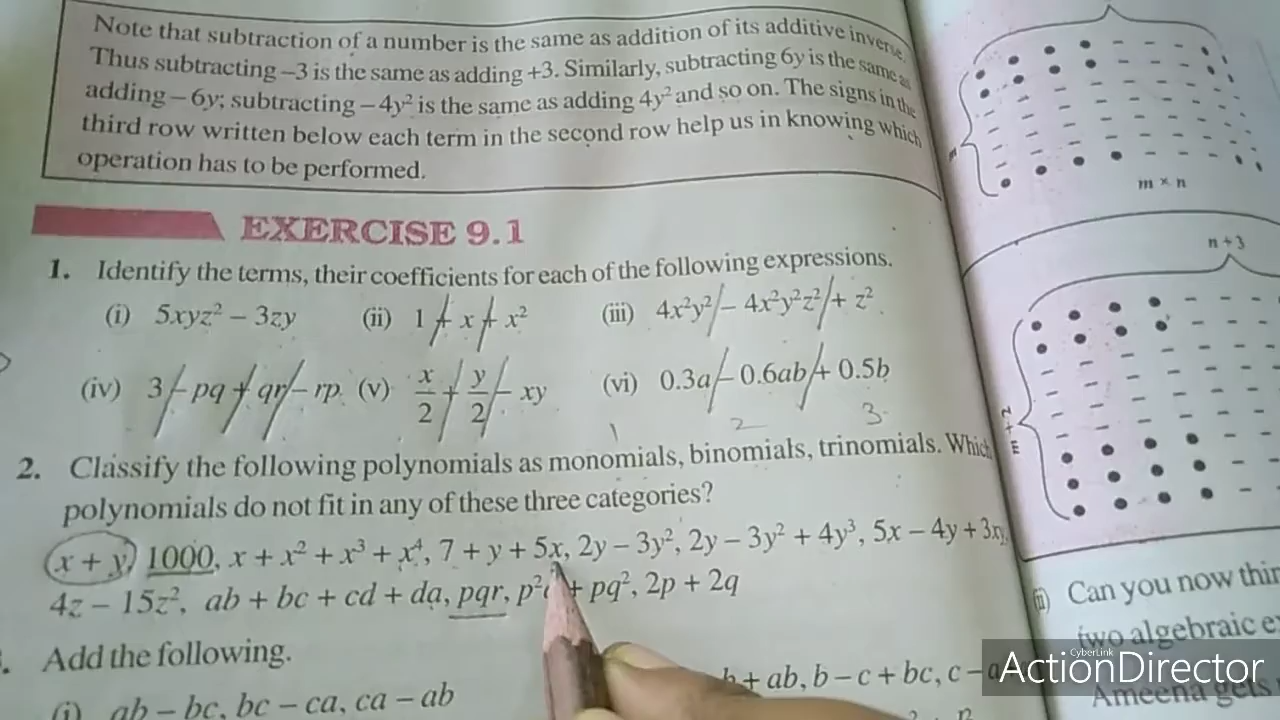 Note that subtraction of a number is the same as addition of its additive inverse.
Thus subtracting –3 is the same as adding +3. Similarly, subtracting 6y is the same as
adding – 6y; subtracting – 4y² is the same as adding 4y² and so on. The signs in the
third row written below each term in the second row help us in knowing which
operation has to be performed.
EXERCISE 9.1
1. Identify the terms, their coefficients for each of the following expressions.
(i) 5xyz² – 3zy (ii) 1 + x + x² (iii) 4x²y² – 4x²y²z² + z²
(iv) 3 – pq + qr – rp (v) x/2 + y/2 – xy (vi) 0.3a – 0.6ab + 0.5b
1 2 3
2. Classify the following polynomials as monomials, binomials, trinomials. Which
polynomials do not fit in any of these three categories?
x + y, 1000, x + x² + x³ + x⁴, 7 + y + 5x, 2y – 3y², 2y – 3y² + 4y³, 5x – 4y + 3xy,
4z – 15z², ab + bc + cd + da, pqr, p² + pq², 2p + 2q
Add the following.
(i) ab – bc, bc – ca, ca – ab
+ ab, b – c + bc, c –
m
m × n
n + 3
m + 2
(ii) Can you now
two algebraic
Ameena gets
CyberLink
ActionDirector